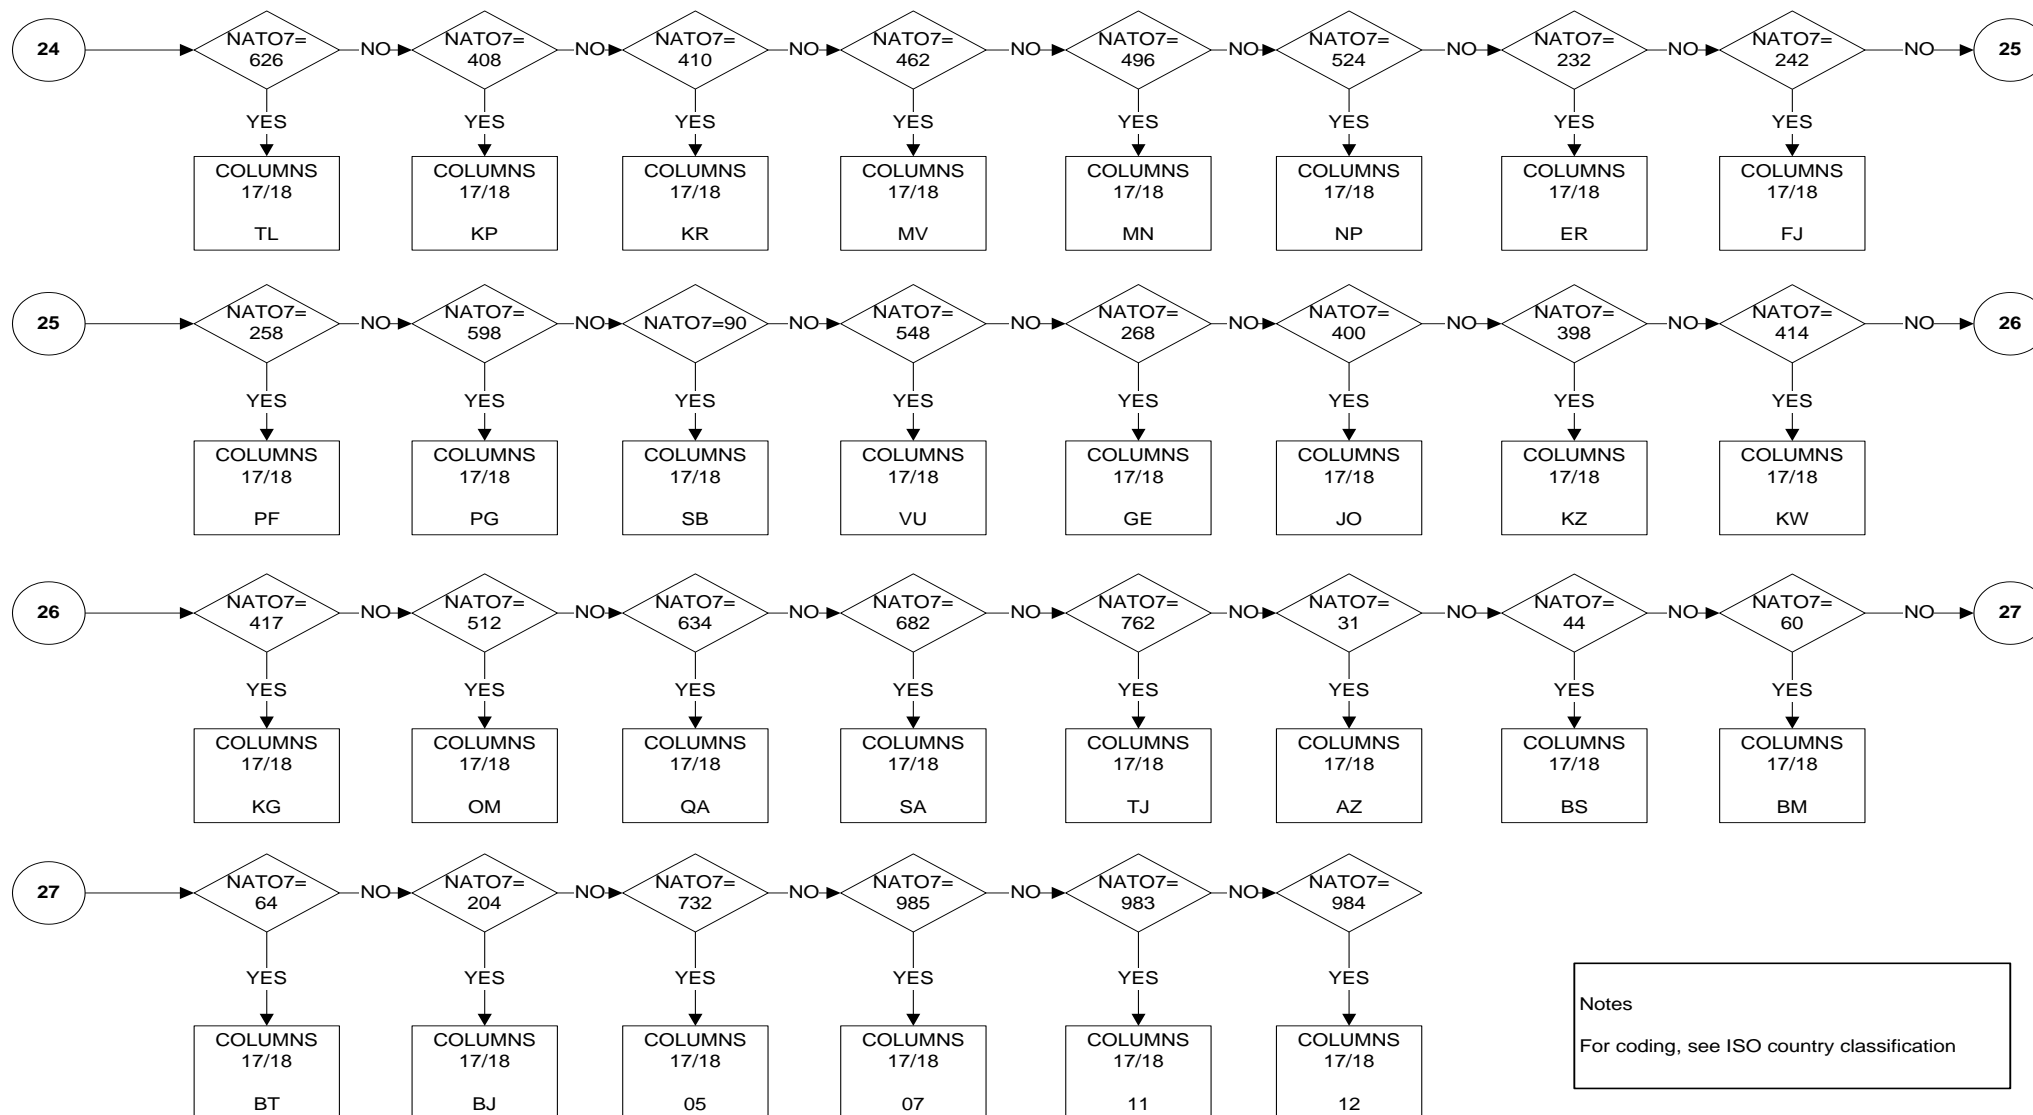 24
NATO7=
626
NO
NATO7=
408
NO
NATO7=
410
NO
NATO7=
462
NO
NATO7=
496
NO
NATO7=
524
NO
NATO7=
232
NO
NATO7=
242
NO
25
YES
YES
YES
YES
YES
YES
YES
YES
COLUMNS
17/18
TL
COLUMNS
17/18
KP
COLUMNS
17/18
KR
COLUMNS
17/18
MV
COLUMNS
17/18
MN
COLUMNS
17/18
NP
COLUMNS
17/18
ER
COLUMNS
17/18
FJ
25
NATO7=
258
NO
NATO7=
598
NO
NATO7=90
NO
NATO7=
548
NO
NATO7=
268
NO
NATO7=
400
NO
NATO7=
398
NO
NATO7=
414
NO
26
YES
YES
YES
YES
YES
YES
YES
YES
COLUMNS
17/18
PF
COLUMNS
17/18
PG
COLUMNS
17/18
SB
COLUMNS
17/18
VU
COLUMNS
17/18
GE
COLUMNS
17/18
JO
COLUMNS
17/18
KZ
COLUMNS
17/18
KW
26
NATO7=
417
NO
NATO7=
512
NO
NATO7=
634
NO
NATO7=
682
NO
NATO7=
762
NO
NATO7=
31
NO
NATO7=
44
NO
NATO7=
60
NO
27
YES
YES
YES
YES
YES
YES
YES
YES
COLUMNS
17/18
KG
COLUMNS
17/18
OM
COLUMNS
17/18
QA
COLUMNS
17/18
SA
COLUMNS
17/18
TJ
COLUMNS
17/18
AZ
COLUMNS
17/18
BS
COLUMNS
17/18
BM
27
NATO7=
64
NO
NATO7=
204
NO
NATO7=
732
NO
NATO7=
985
NO
NATO7=
983
NO
NATO7=
984
YES
YES
YES
YES
YES
YES
COLUMNS
17/18
BT
COLUMNS
17/18
BJ
COLUMNS
17/18
05
COLUMNS
17/18
07
COLUMNS
17/18
11
COLUMNS
17/18
12
Notes
For coding, see ISO country classification